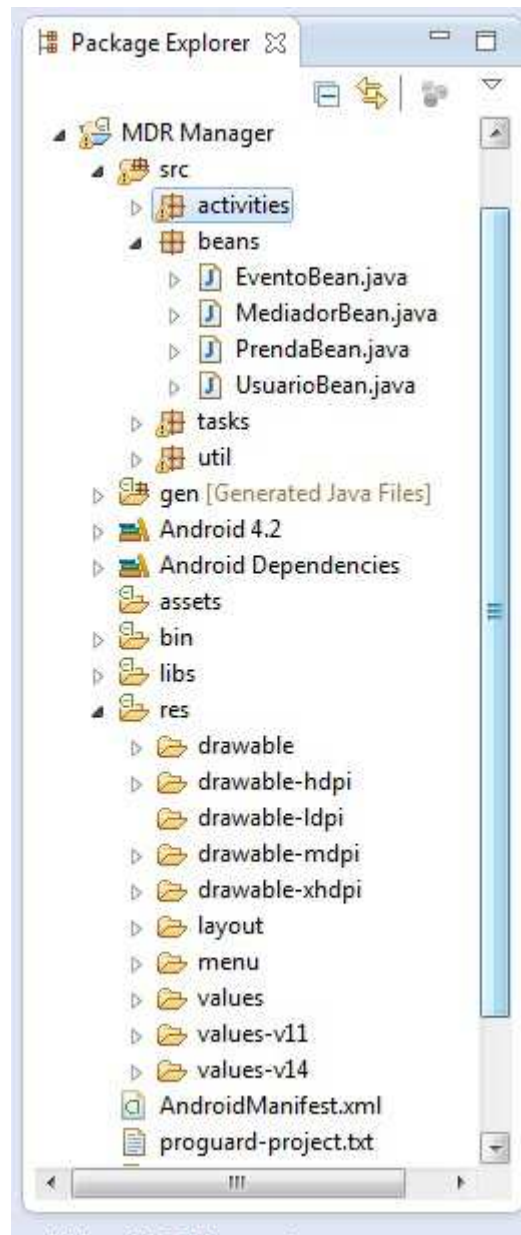 Package Explorer
MDR Manager
src
activities
beans
EventoBean.java
MediadorBean.java
PrendaBean.java
UsuarioBean.java
tasks
util
gen [Generated Java Files]
Android 4.2
Android Dependencies
assets
bin
libs
res
drawable
drawable-hdpi
drawable-ldpi
drawable-mdpi
drawable-xhdpi
layout
menu
values
values-v11
values-v14
AndroidManifest.xml
proguard-project.txt